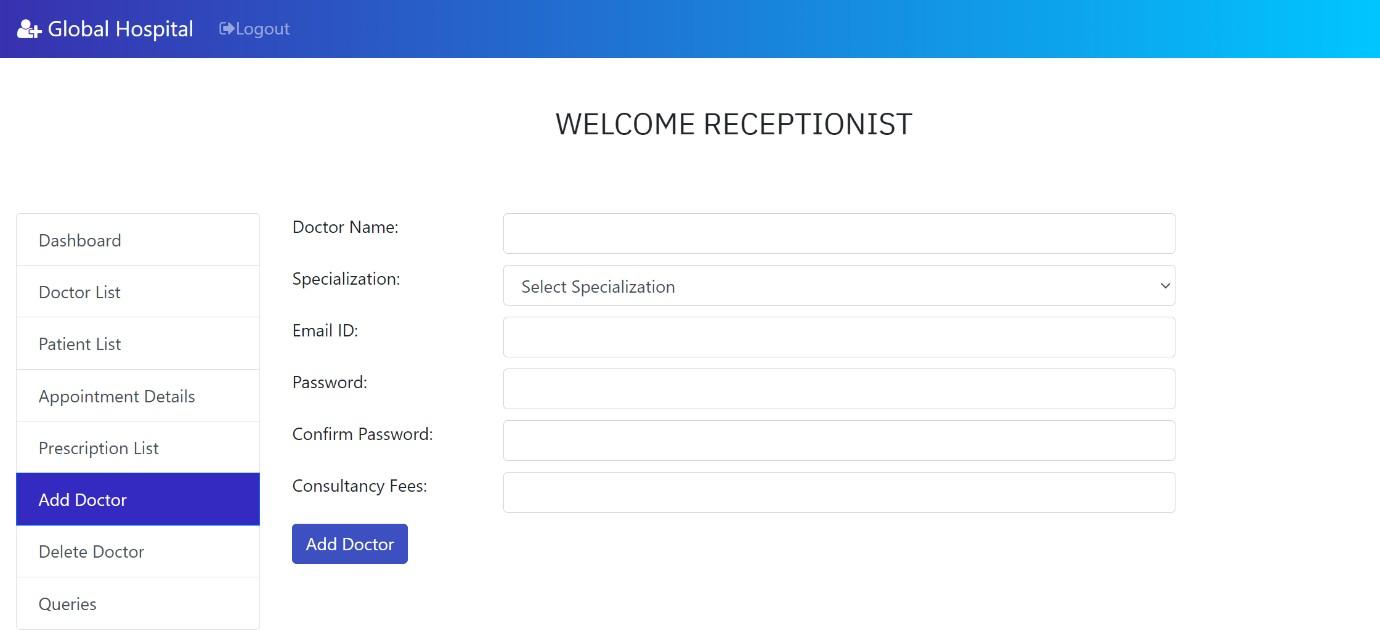 Global Hospital Logout
WELCOME RECEPTIONIST
Dashboard
Doctor List
Patient List
Appointment Details
Prescription List
Add Doctor
Delete Doctor
Queries
Doctor Name:
Specialization: Select Specialization
Email ID:
Password:
Confirm Password:
Consultancy Fees:
Add Doctor